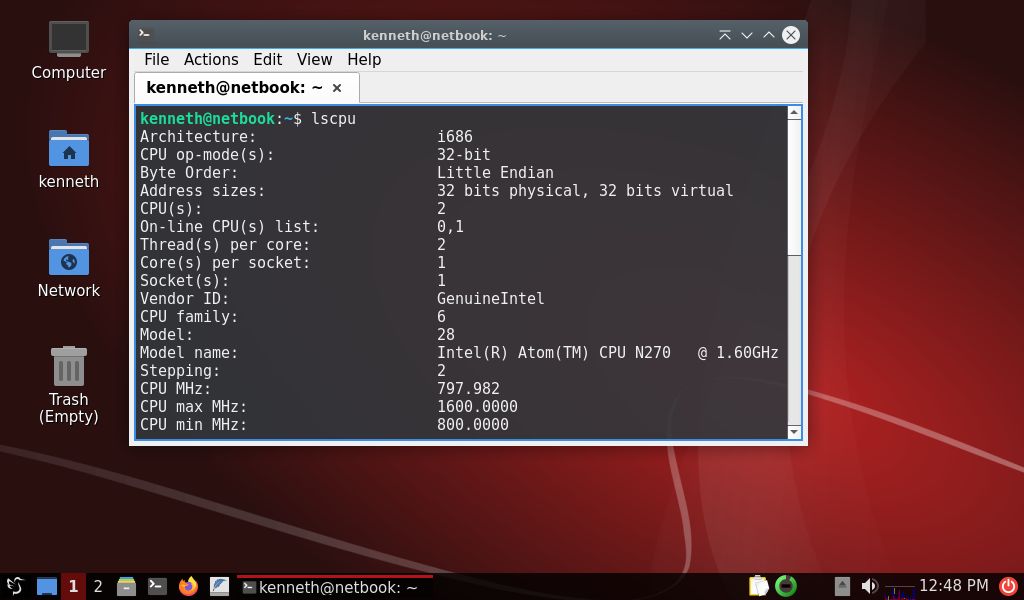 Computer
kenneth
Network
Trash
(Empty)
kenneth@netbook: ~
File Actions Edit View Help
kenneth@netbook: ~ ×
kenneth@netbook:~$ lscpu
Architecture: i686
CPU op-mode(s): 32-bit
Byte Order: Little Endian
Address sizes: 32 bits physical, 32 bits virtual
CPU(s): 2
On-line CPU(s) list: 0,1
Thread(s) per core: 2
Core(s) per socket: 1
Socket(s): 1
Vendor ID: GenuineIntel
CPU family: 6
Model: 28
Model name: Intel(R) Atom(TM) CPU N270   @ 1.60GHz
Stepping: 2
CPU MHz: 797.982
CPU max MHz: 1600.0000
CPU min MHz: 800.0000
1 2 kenneth@netbook: ~ 12:48 PM